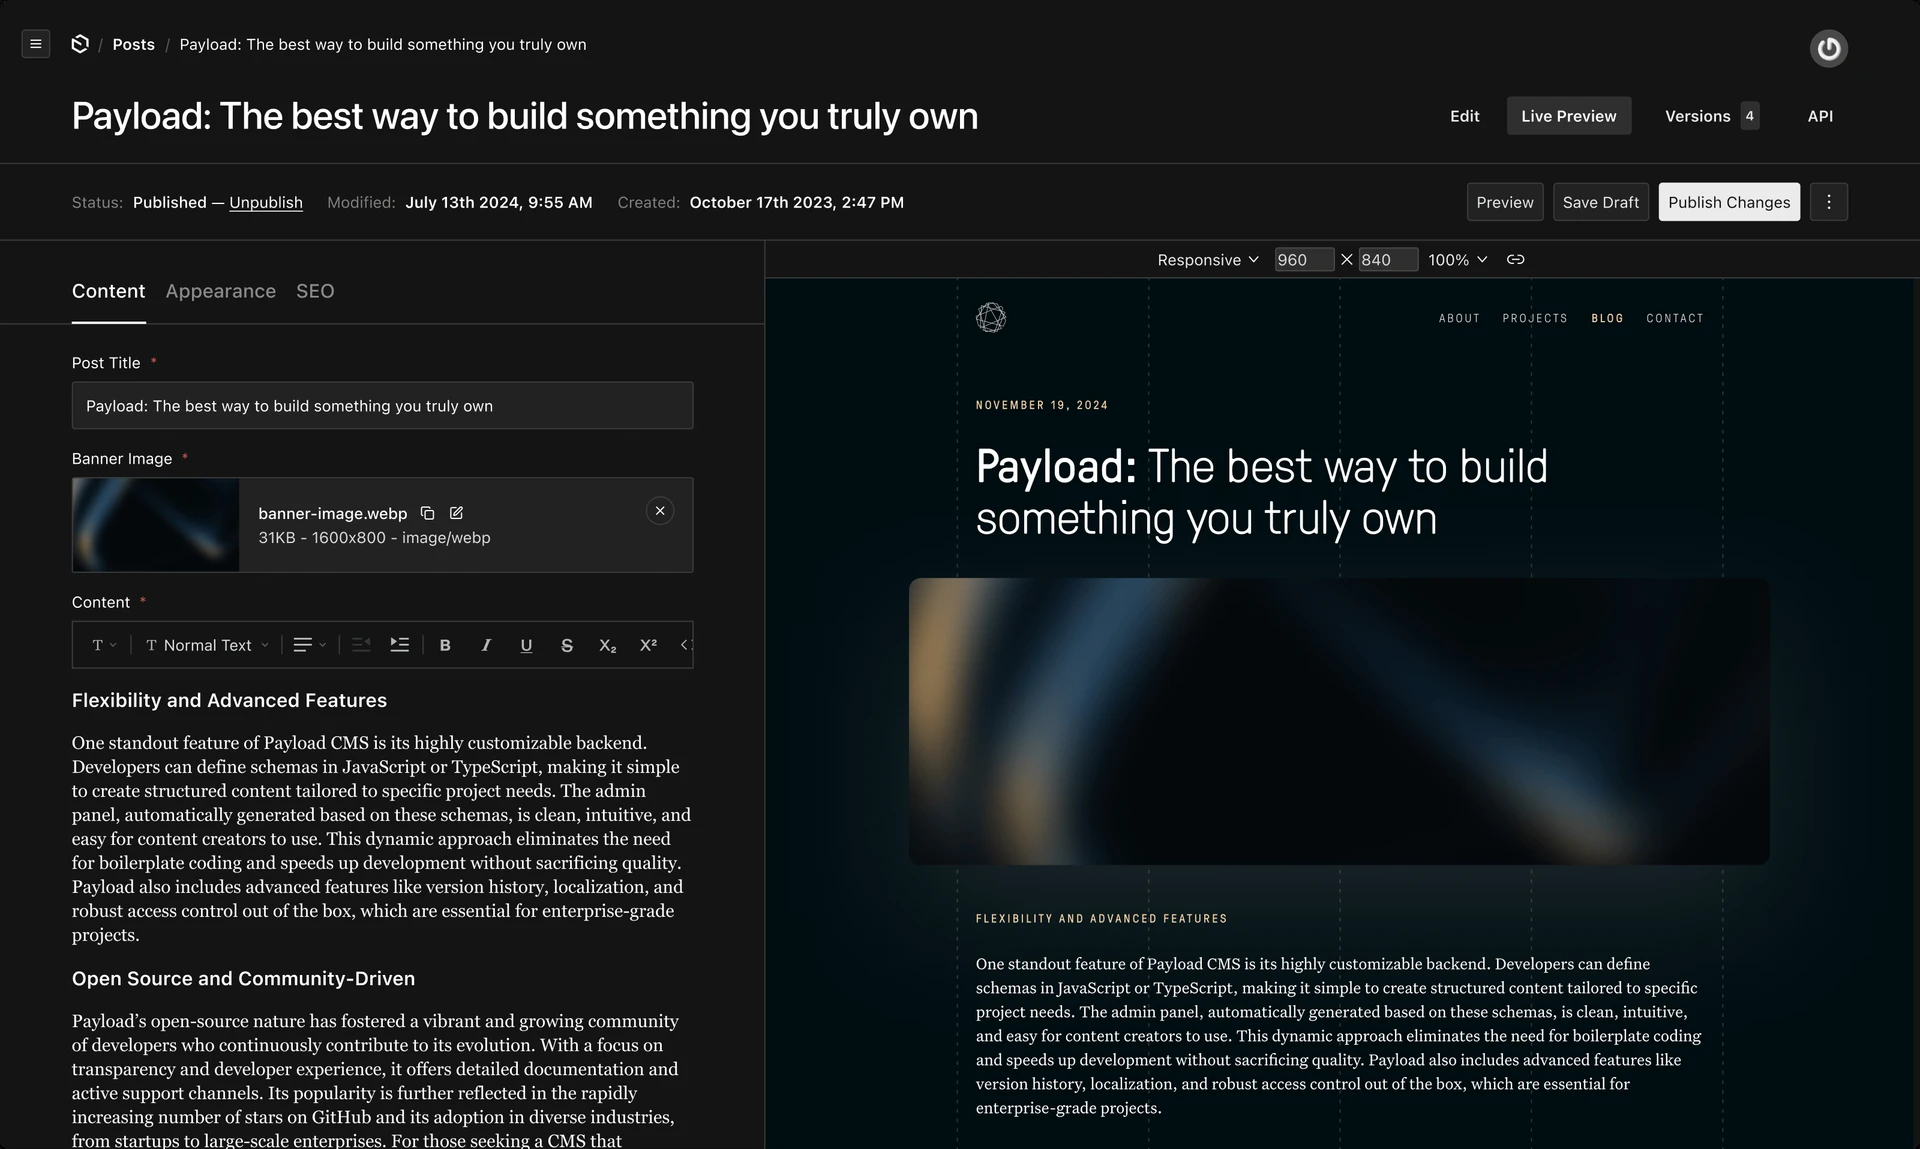 / Posts / Payload: The best way to build something you truly own
Payload: The best way to build something you truly own
Edit Live Preview Versions 4 API
Status: Published — Unpublish Modified: July 13th 2024, 9:55 AM Created: October 17th 2023, 2:47 PM
Preview Save Draft Publish Changes
Content Appearance SEO
Post Title *
Payload: The best way to build something you truly own
Banner Image *
banner-image.webp
31KB - 1600x800 - image/webp
Content *
T T Normal Text B I U S X₂ X²
Flexibility and Advanced Features
One standout feature of Payload CMS is its highly customizable backend.
Developers can define schemas in JavaScript or TypeScript, making it simple
to create structured content tailored to specific project needs. The admin
panel, automatically generated based on these schemas, is clean, intuitive, and
easy for content creators to use. This dynamic approach eliminates the need
for boilerplate coding and speeds up development without sacrificing quality.
Payload also includes advanced features like version history, localization, and
robust access control out of the box, which are essential for enterprise-grade
projects.
Open Source and Community-Driven
Payload’s open-source nature has fostered a vibrant and growing community
of developers who continuously contribute to its evolution. With a focus on
transparency and developer experience, it offers detailed documentation and
active support channels. Its popularity is further reflected in the rapidly
increasing number of stars on GitHub and its adoption in diverse industries,
from startups to large-scale enterprises. For those seeking a CMS that
Responsive 960 × 840 100%
ABOUT PROJECTS BLOG CONTACT
NOVEMBER 19, 2024
Payload: The best way to build
something you truly own
FLEXIBILITY AND ADVANCED FEATURES
One standout feature of Payload CMS is its highly customizable backend. Developers can define
schemas in JavaScript or TypeScript, making it simple to create structured content tailored to specific
project needs. The admin panel, automatically generated based on these schemas, is clean, intuitive,
and easy for content creators to use. This dynamic approach eliminates the need for boilerplate coding
and speeds up development without sacrificing quality. Payload also includes advanced features like
version history, localization, and robust access control out of the box, which are essential for
enterprise-grade projects.